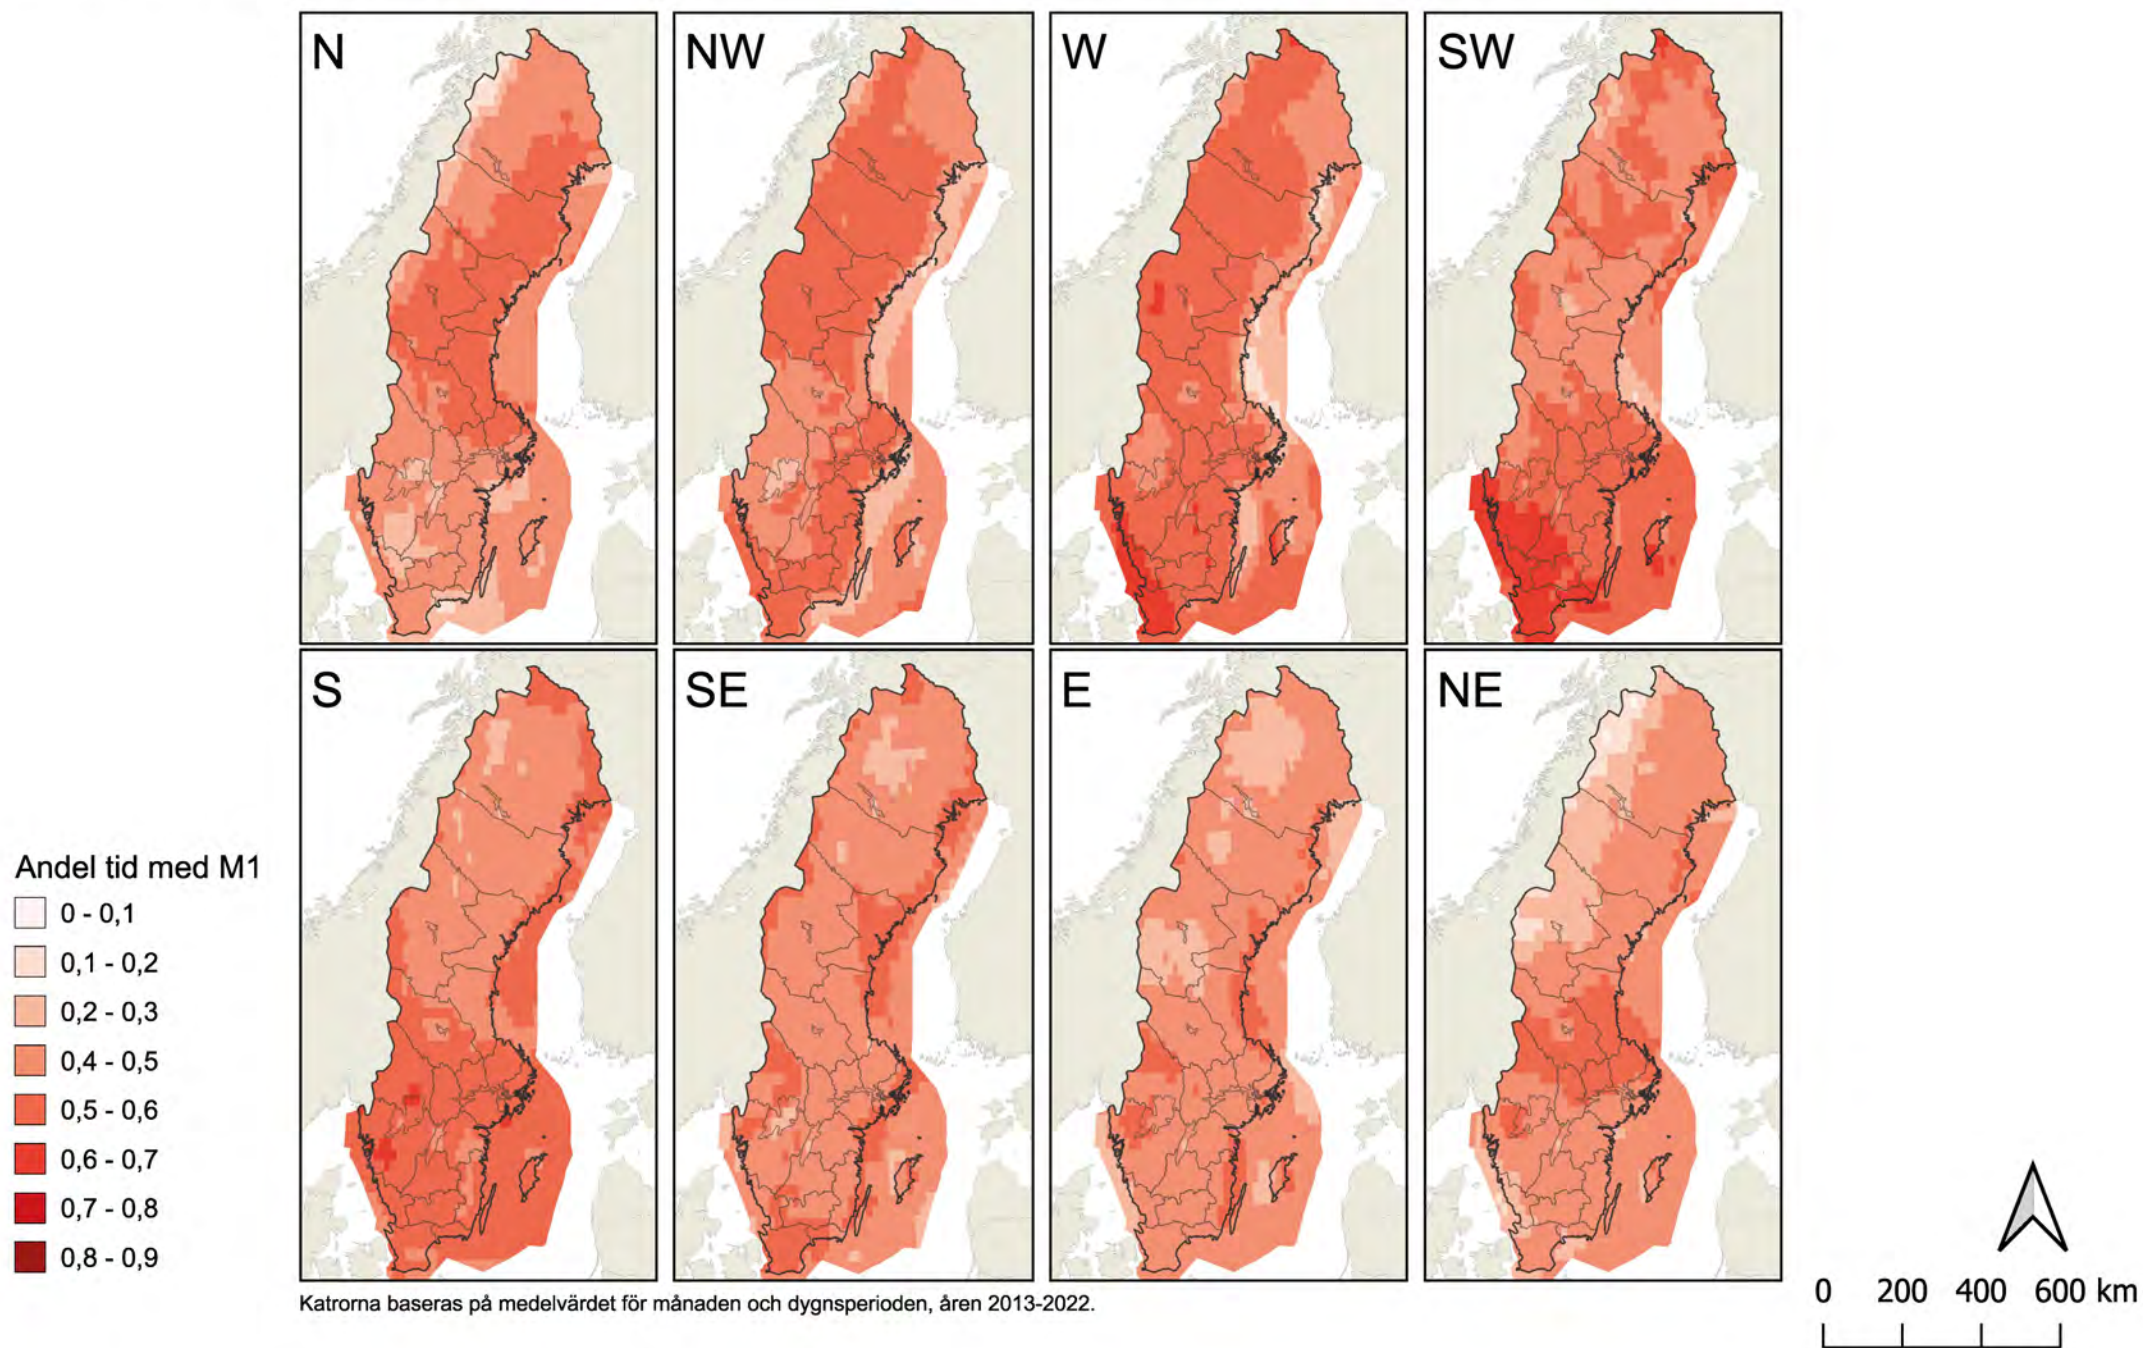 N
NW
W
SW
S
SE
E
NE
Andel tid med M1
0 - 0,1
0,1 - 0,2
0,2 - 0,3
0,4 - 0,5
0,5 - 0,6
0,6 - 0,7
0,7 - 0,8
0,8 - 0,9
Katrorna baseras på medelvärdet för månaden och dygnsperioden, åren 2013-2022.
0 200 400 600 km